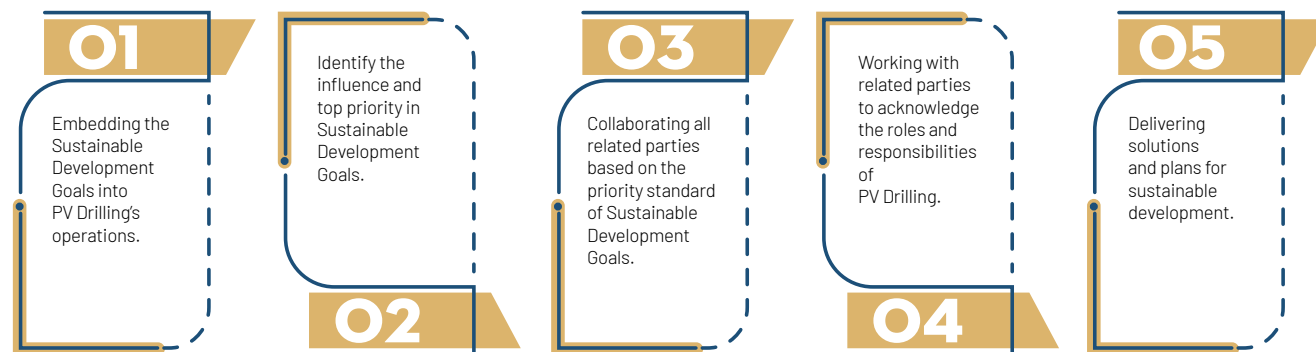 01
Embedding the
Sustainable
Development
Goals into
PV Drilling's
operations.
Identify the
influence and
top priority in
Sustainable
Development
Goals.
02
03
Collaborating all
related parties
based on the
priority standard
of Sustainable
Development
Goals.
Working with
related parties
to acknowledge
the roles and
responsibilities
of
PV Drilling.
04
05
Delivering
solutions
and plans for
sustainable
development.